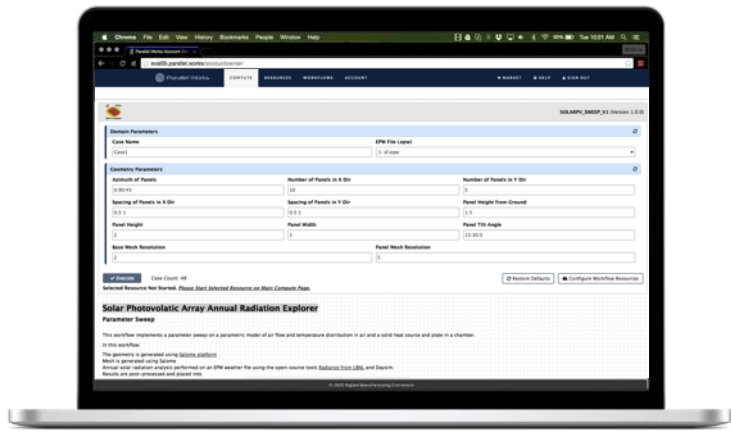 Chrome File Edit View History Bookmarks People Window Help
Tue 10:01 AM
Parallel Works Account
eval05.parallel.works/accountowner/
Parallel Works COMPUTE RESOURCES WORKFLOWS ACCOUNT MARKET HELP SIGN OUT
SOLARPV_SWEEP_V1 (Version 1.0.0)
Domain Parameters
Case Name EPW File (.epw)
Case1
Geometry Parameters
Azimuth of Panels Number of Panels in X Dir Number of Panels in Y Dir
0:90:45 10 5
Spacing of Panels in X Dir Spacing of Panels in Y Dir Panel Height from Ground
0.5 1 0.5 1 1.5
Panel Height Panel Width Panel Tilt Angle
2 1 15:30:5
Base Mesh Resolution Panel Mesh Resolution
2 5
Execute Case Count: 48 Restore Defaults Configure Workflow Resources
Selected Resource Not Started. Please Start Selected Resource on Main Compute Page.
Solar Photovolatic Array Annual Radiation Explorer
Parameter Sweep
This workflow implements a parameter sweep on a parametric model of air flow and temperature distribution in air and a solid heat source and plate in a chamber.
In this workflow:
The geometry is generated using Salome platform
Mesh is generated using Salome
Annual solar radiation analysis performed on an EPW weather file using the open-source tools Radiance from LBNL and Daysim.
Results are post-processed and placed into